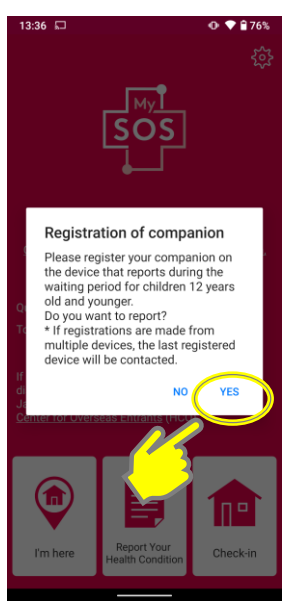 13:36
76%
My
SOS
Registration of companion
Please register your companion on
the device that reports during the
waiting period for children 12 years
old and younger.
Do you want to report?
* If registrations are made from
multiple devices, the last registered
device will be contacted.
NO YES
Center for Overseas Entrants (HCO
I'm here
Report Your
Health Condition
Check-in